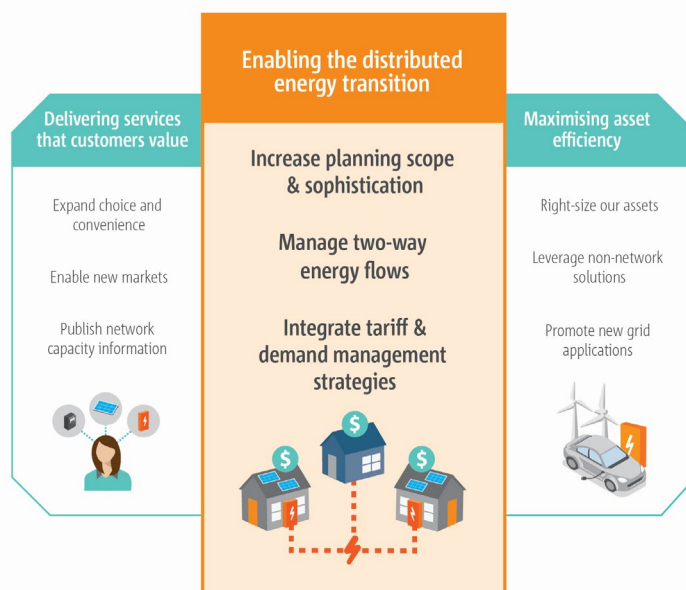 Enabling the distributed
energy transition
Delivering services
that customers value
Maximising asset
efficiency
Expand choice and
convenience
Enable new markets
Publish network
capacity information
Increase planning scope
& sophistication
Manage two-way
energy flows
Integrate tariff &
demand management
strategies
Right-size our assets
Leverage non-network
solutions
Promote new grid
applications
$
$
$